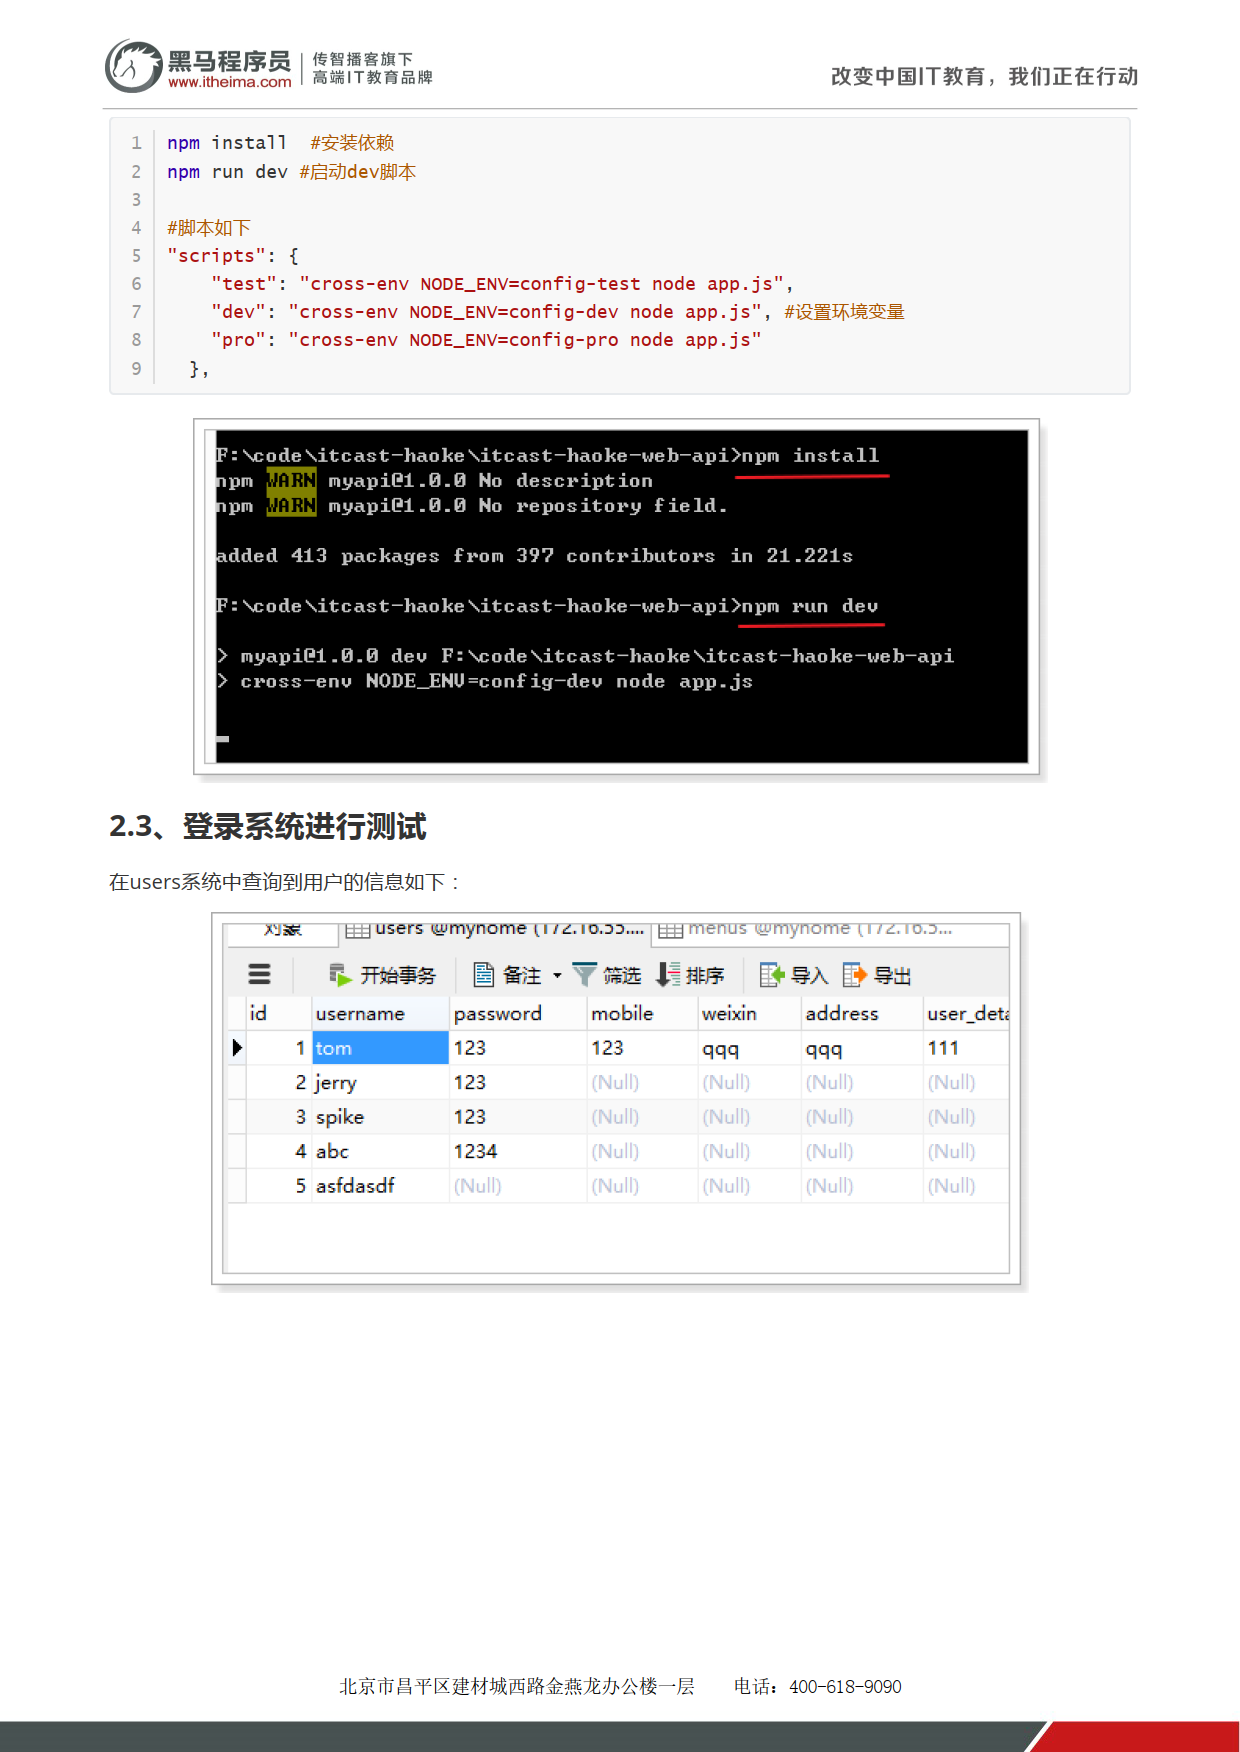 黑马程序员
www.itheima.com
传智播客旗下
高端IT教育品牌
改变中国IT教育，我们正在行动
1 npm install  #安装依赖
2 npm run dev #启动dev脚本
3
4 #脚本如下
5 "scripts": {
6     "test": "cross-env NODE_ENV=config-test node app.js",
7     "dev": "cross-env NODE_ENV=config-dev node app.js", #设置环境变量
8     "pro": "cross-env NODE_ENV=config-pro node app.js"
9   },
F:\code\itcast-haoke\itcast-haoke-web-api>npm install
npm WARN myapi@1.0.0 No description
npm WARN myapi@1.0.0 No repository field.
added 413 packages from 397 contributors in 21.221s
F:\code\itcast-haoke\itcast-haoke-web-api>npm run dev
> myapi@1.0.0 dev F:\code\itcast-haoke\itcast-haoke-web-api
> cross-env NODE_ENV=config-dev node app.js
2.3、登录系统进行测试
在users系统中查询到用户的信息如下：
对象 users @myhome (172.16.55.... menus @myhome (172.16.5...
开始事务 备注 筛选 排序 导入 导出
id username password mobile weixin address user_deta
1 tom 123 123 qqq qqq 111
2 jerry 123 (Null) (Null) (Null) (Null)
3 spike 123 (Null) (Null) (Null) (Null)
4 abc 1234 (Null) (Null) (Null) (Null)
5 asfdasdf (Null) (Null) (Null) (Null) (Null)
北京市昌平区建材城西路金燕龙办公楼一层 电话：400-618-9090